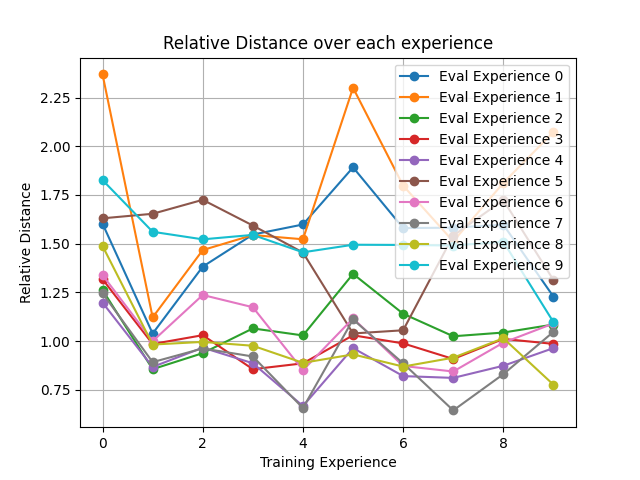 Relative Distance over each experience
Relative Distance
2.25
2.00
1.75
1.50
1.25
1.00
0.75
Eval Experience 0
Eval Experience 1
Eval Experience 2
Eval Experience 3
Eval Experience 4
Eval Experience 5
Eval Experience 6
Eval Experience 7
Eval Experience 8
Eval Experience 9
0 2 4 6 8
Training Experience